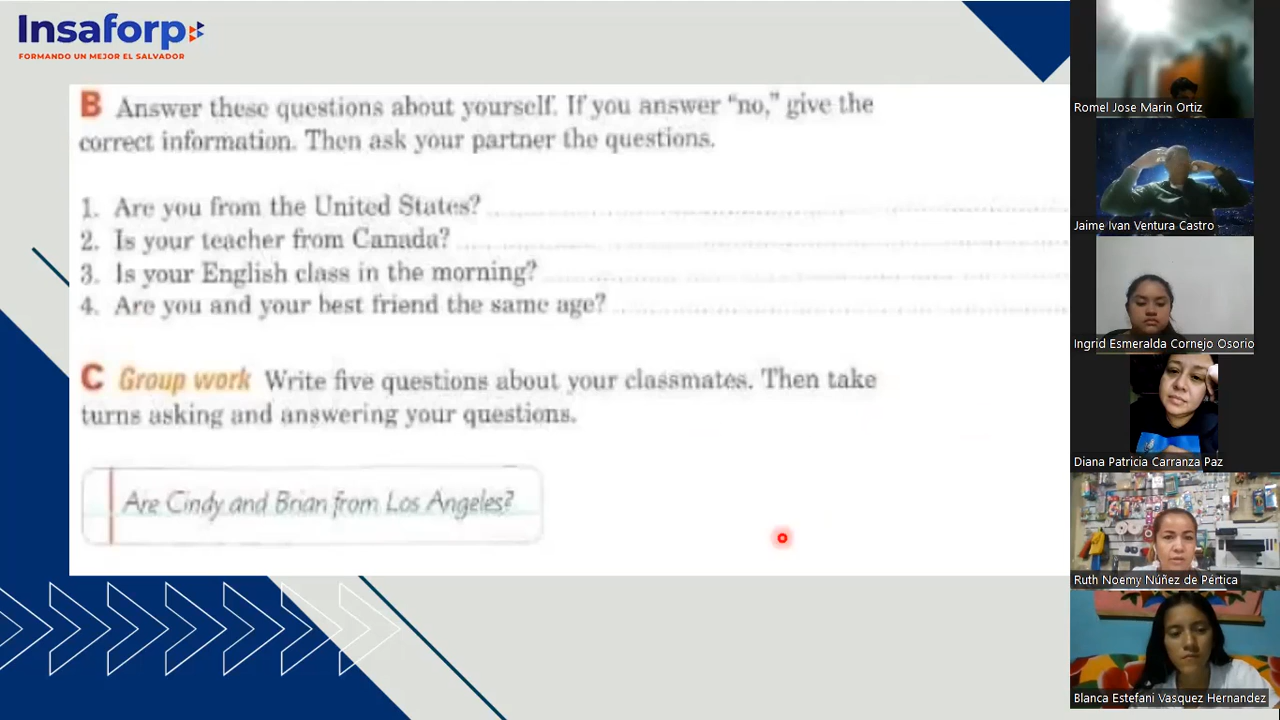 Insaforp
FORMANDO UN MEJOR EL SALVADOR
B Answer these questions about yourself. If you answer "no," give the
correct information. Then ask your partner the questions.
1. Are you from the United States?
2. Is your teacher from Canada?
3. Is your English class in the morning?
4. Are you and your best friend the same age?
C Group work Write five questions about your classmates. Then take
turns asking and answering your questions.
Are Cindy and Brian from Los Angeles?
Romel Jose Marin Ortiz
Jaime Ivan Ventura Castro
Ingrid Esmeralda Cornejo Osorio
Diana Patricia Carranza Paz
Ruth Noemy Núñez de Pértica
Blanca Estefani Vasquez Hernandez